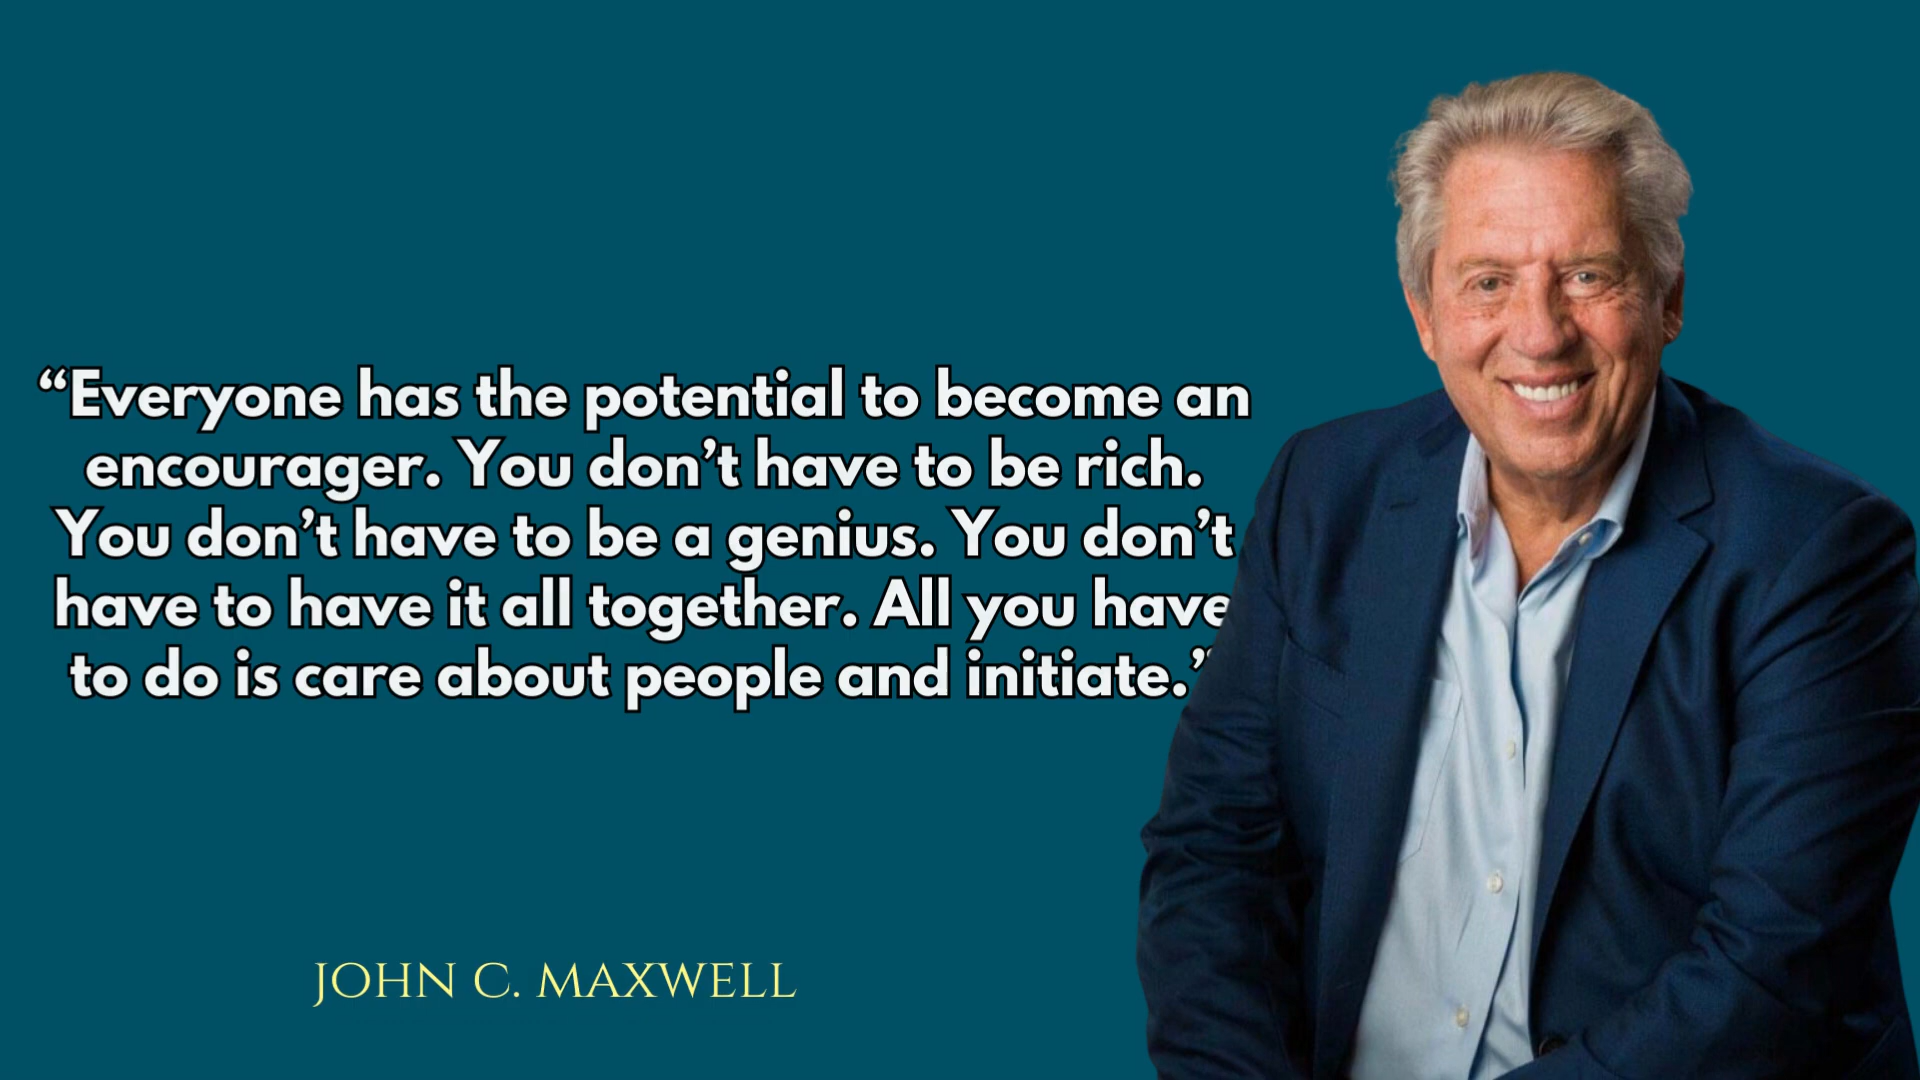 “Everyone has the potential to become an
encourager. You don’t have to be rich.
You don’t have to be a genius. You don’t
have to have it all together. All you have
to do is care about people and initiate.”
JOHN C. MAXWELL